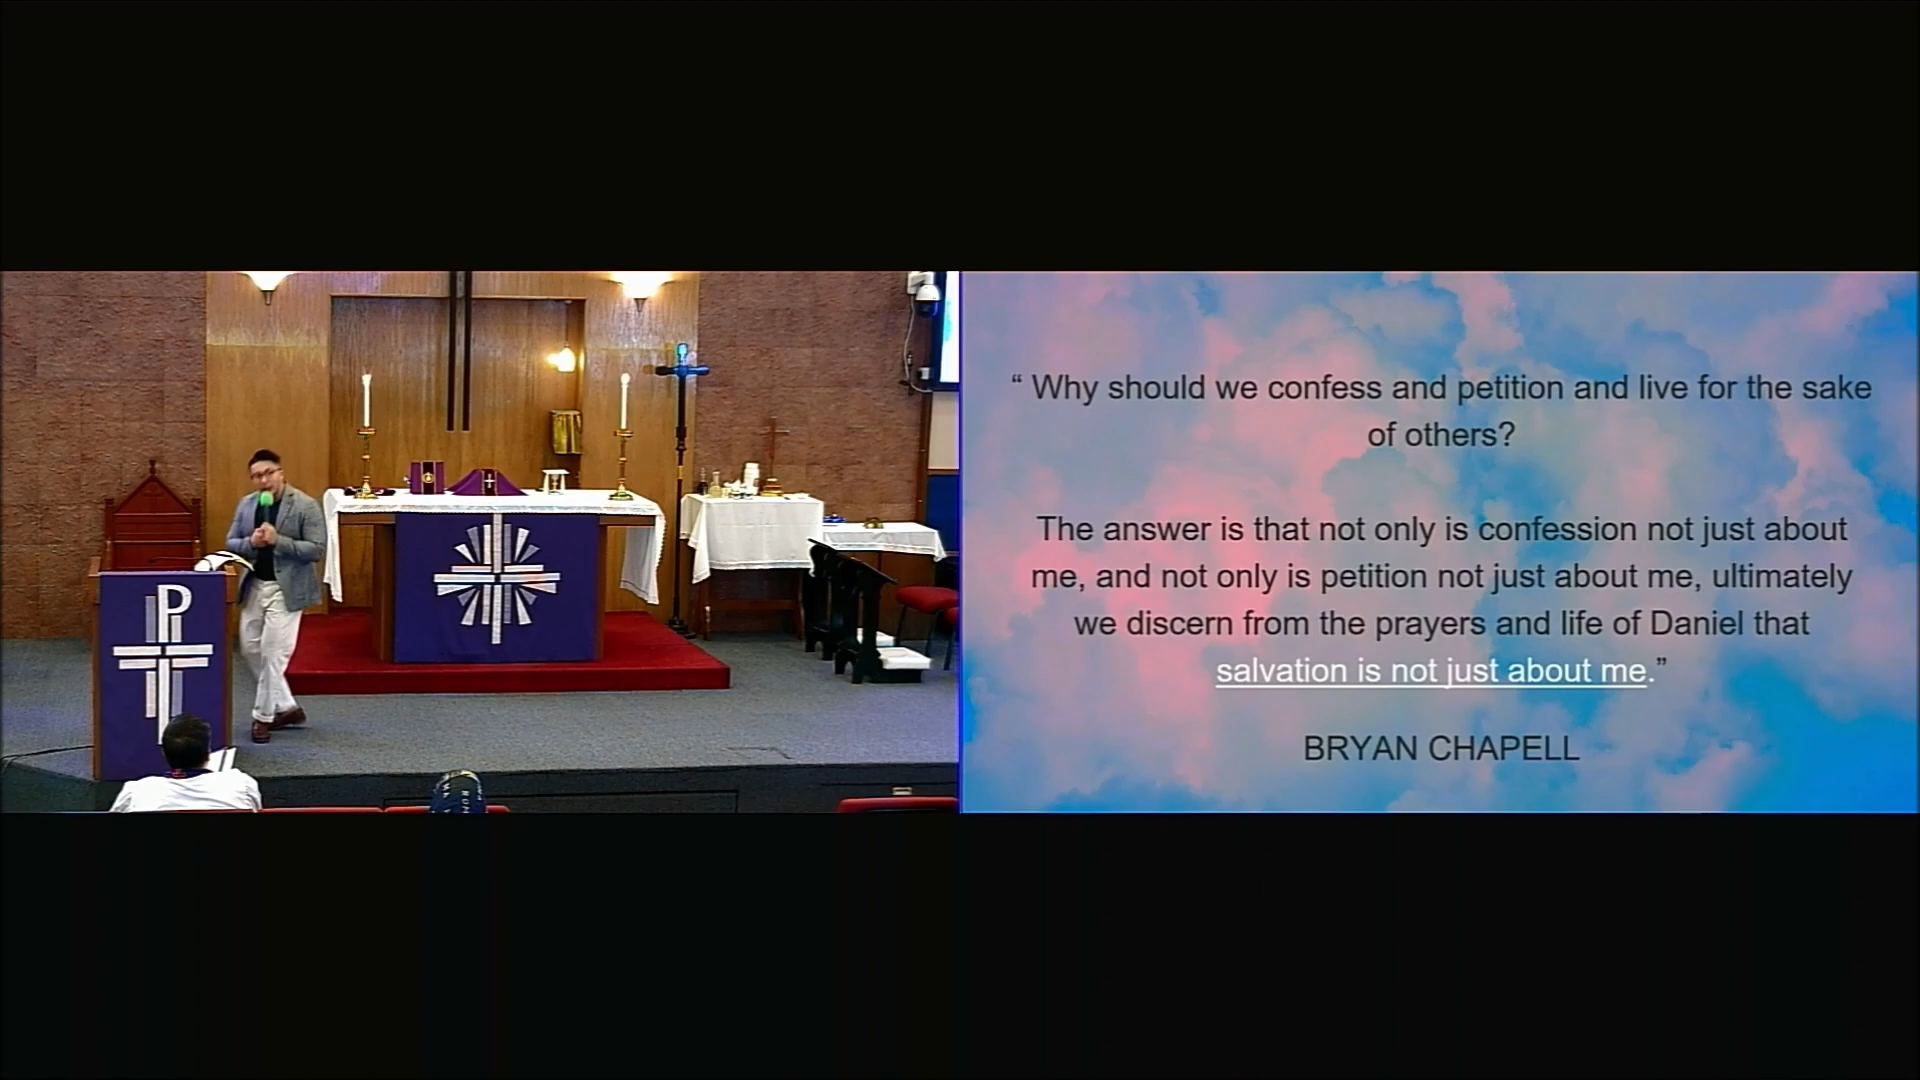 “ Why should we confess and petition and live for the sake
of others?
The answer is that not only is confession not just about
me, and not only is petition not just about me, ultimately
we discern from the prayers and life of Daniel that
salvation is not just about me.”
BRYAN CHAPELL